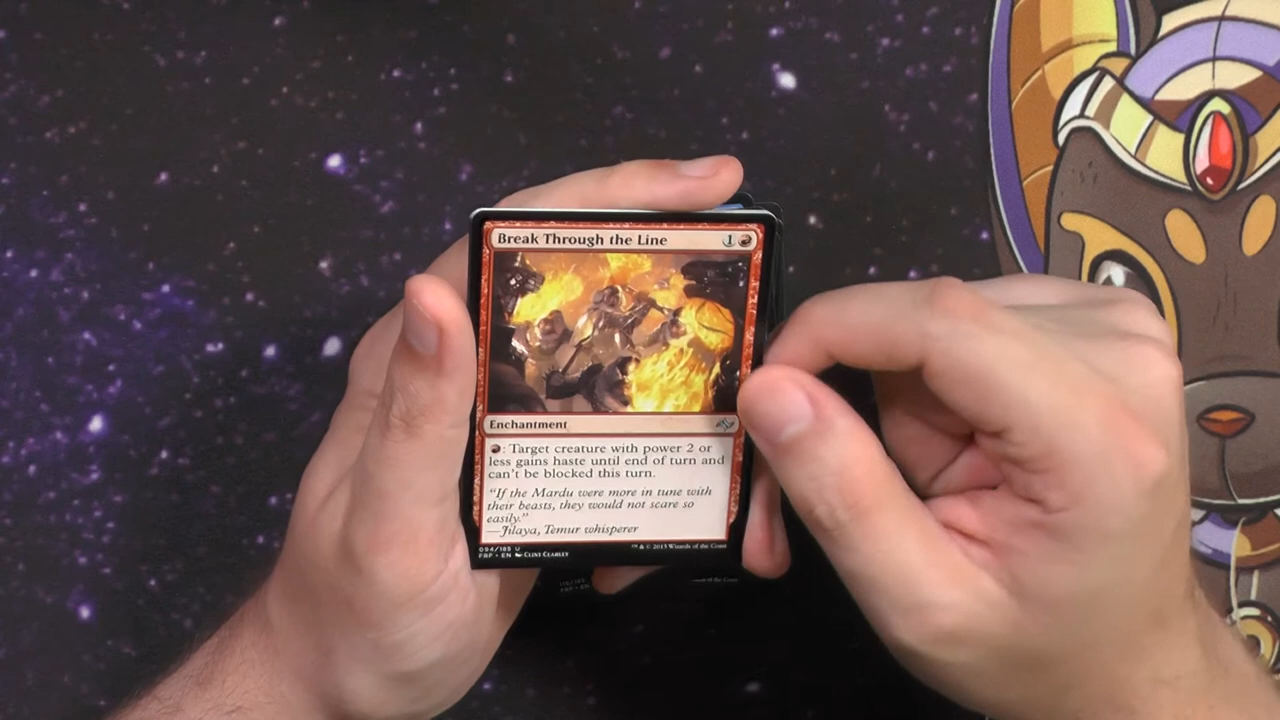 Break Through the Line 1
Enchantment
: Target creature with power 2 or
less gains haste until end of turn and
can't be blocked this turn.
"If the Mardu were more in tune with
their beasts, they would not scare so
easily."
—Jilaya, Temur whisperer
094/185 U
FRF • EN Clint Cearley
™ & © 2015 Wizards of the Coast